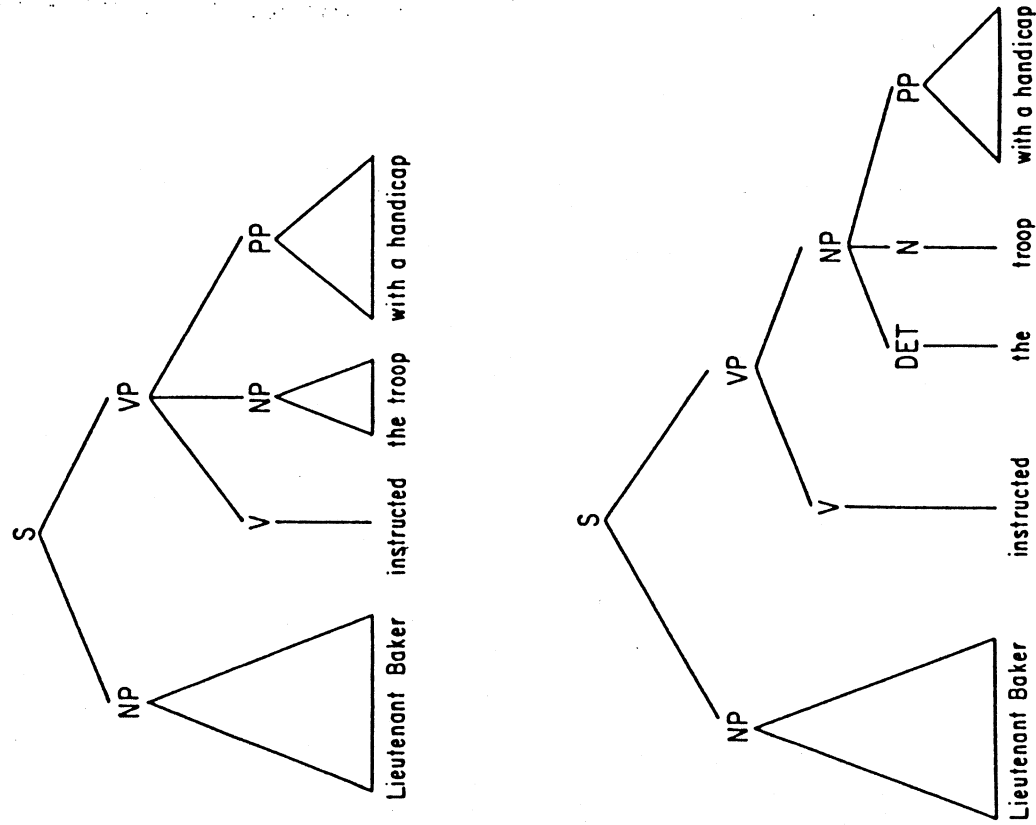 S
NP VP
V NP PP
Lieutenant Baker instructed the troop with a handicap
S
NP VP
V NP
DET N PP
Lieutenant Baker instructed the troop with a handicap